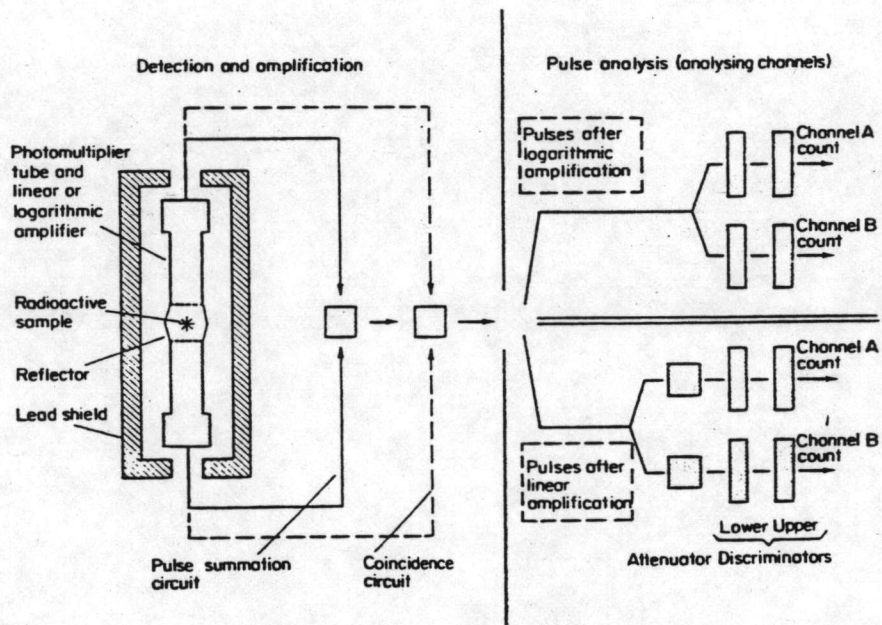 Detection and amplification
Photomultiplier
tube and
linear or
logarithmic
amplifier
Radioactive
sample
Reflector
Lead shield
Pulse summation
circuit
Coincidence
circuit
Pulse analysis (analysing channels)
Pulses after
logarithmic
amplification
Channel A
count
Channel B
count
Channel A
count
Channel B
count
Pulses after
linear
amplification
Lower Upper
Attenuator Discriminators